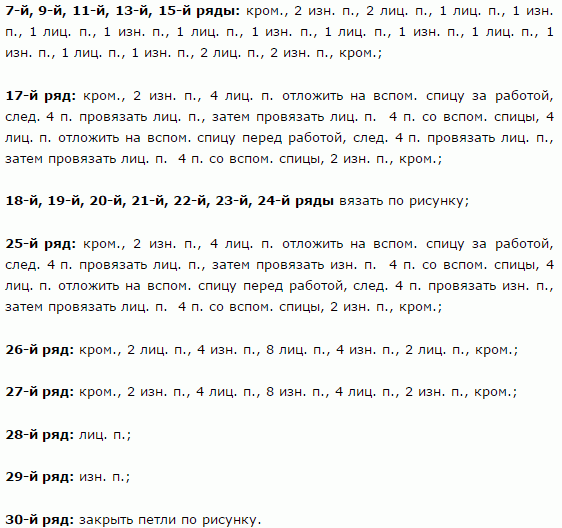 7-й, 9-й, 11-й, 13-й, 15-й ряды: кром., 2 изн. п., 2 лиц. п., 1 лиц. п., 1 изн.
п., 1 лиц. п., 1 изн. п., 1 лиц. п., 1 изн. п., 1 лиц. п., 1 изн. п., 1 лиц. п., 1
изн. п., 1 лиц. п., 1 изн. п., 2 лиц. п., 2 изн. п., кром.;
17-й ряд: кром., 2 изн. п., 4 лиц. п. отложить на вспом. спицу за работой,
след. 4 п. провязать лиц. п., затем провязать лиц. п. 4 п. со вспом. спицы, 4
лиц. п. отложить на вспом. спицу перед работой, след. 4 п. провязать лиц. п.,
затем провязать лиц. п. 4 п. со вспом. спицы, 2 изн. п., кром.;
18-й, 19-й, 20-й, 21-й, 22-й, 23-й, 24-й ряды вязать по рисунку;
25-й ряд: кром., 2 изн. п., 4 лиц. п. отложить на вспом. спицу за работой,
след. 4 п. провязать лиц. п., затем провязать изн. п. 4 п. со вспом. спицы, 4
лиц. п. отложить на вспом. спицу перед работой, след. 4 п. провязать изн. п.,
затем провязать лиц. п. 4 п. со вспом. спицы, 2 изн. п., кром.;
26-й ряд: кром., 2 лиц. п., 4 изн. п., 8 лиц. п., 4 изн. п., 2 лиц. п., кром.;
27-й ряд: кром., 2 изн. п., 4 лиц. п., 8 изн. п., 4 лиц. п., 2 изн. п., кром.;
28-й ряд: лиц. п.;
29-й ряд: изн. п.;
30-й ряд: закрыть петли по рисунку.